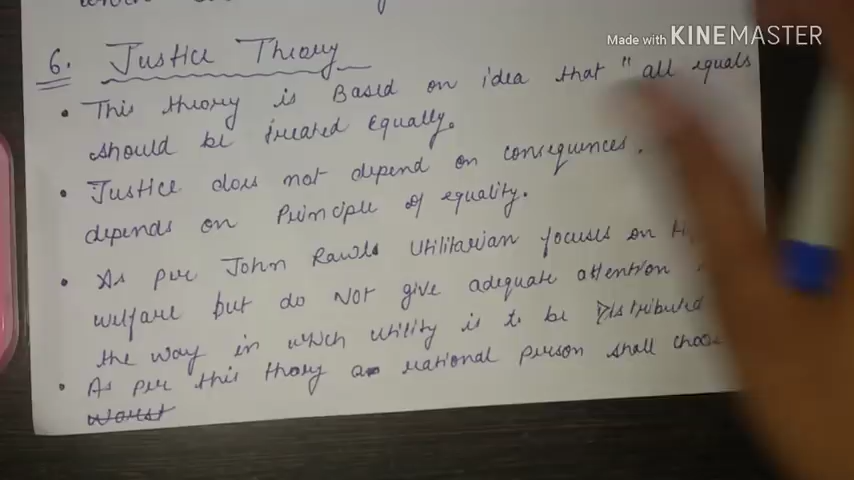 Made with KINEMASTER
6. Justice Theory
• This theory is Based on idea that "all equals
should be treated Equally.
• Justice does not depend on consequences.
depends on Principle of equality.
• As per John Rawls Utilitarian focuses on
welfare but do Not give adequate attention
the way in which utility is to be Distributed
• As per this theory a rational person shall
worst